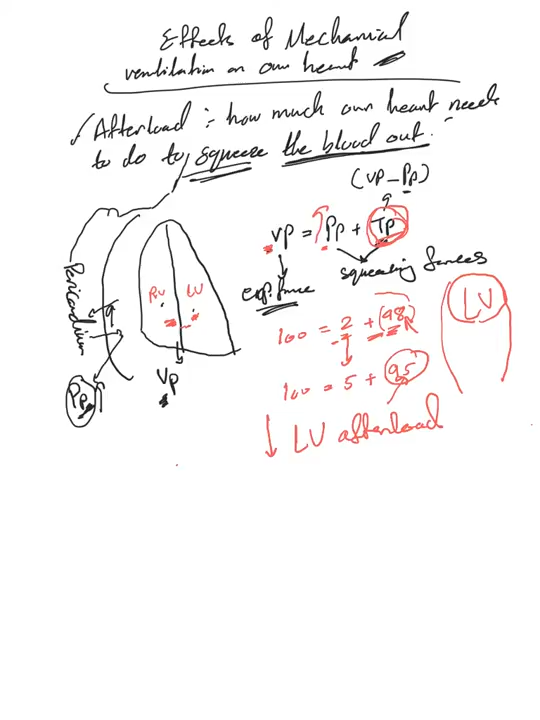 Effects of Mechanical
ventilation on our heart
✓ Afterload :- how much our heart needs
to do to squeeze the blood out.
(VP - Pp)
VP = Pp + Tp
squeezing forces
exp. force
Pericardium
RV LV
Pp
VP
100 = 2 + (98)
100 = 5 + 95
↓ LV afterload
LV